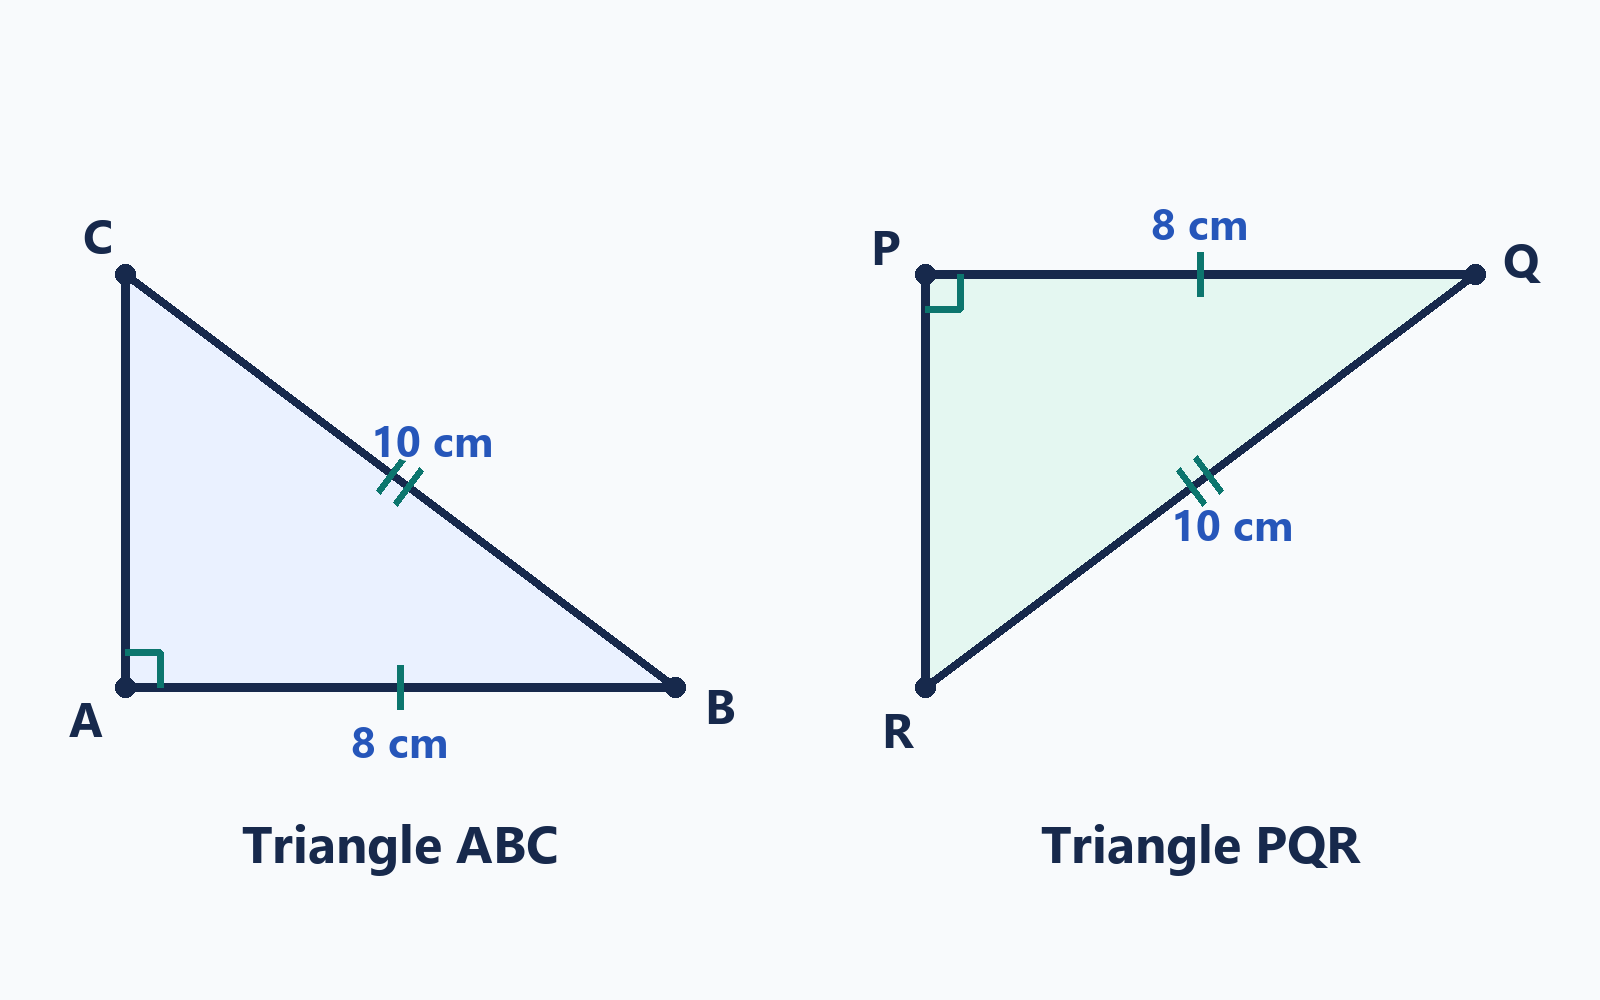 C
10 cm
A
B
8 cm
Triangle ABC
P
8 cm
Q
10 cm
R
Triangle PQR